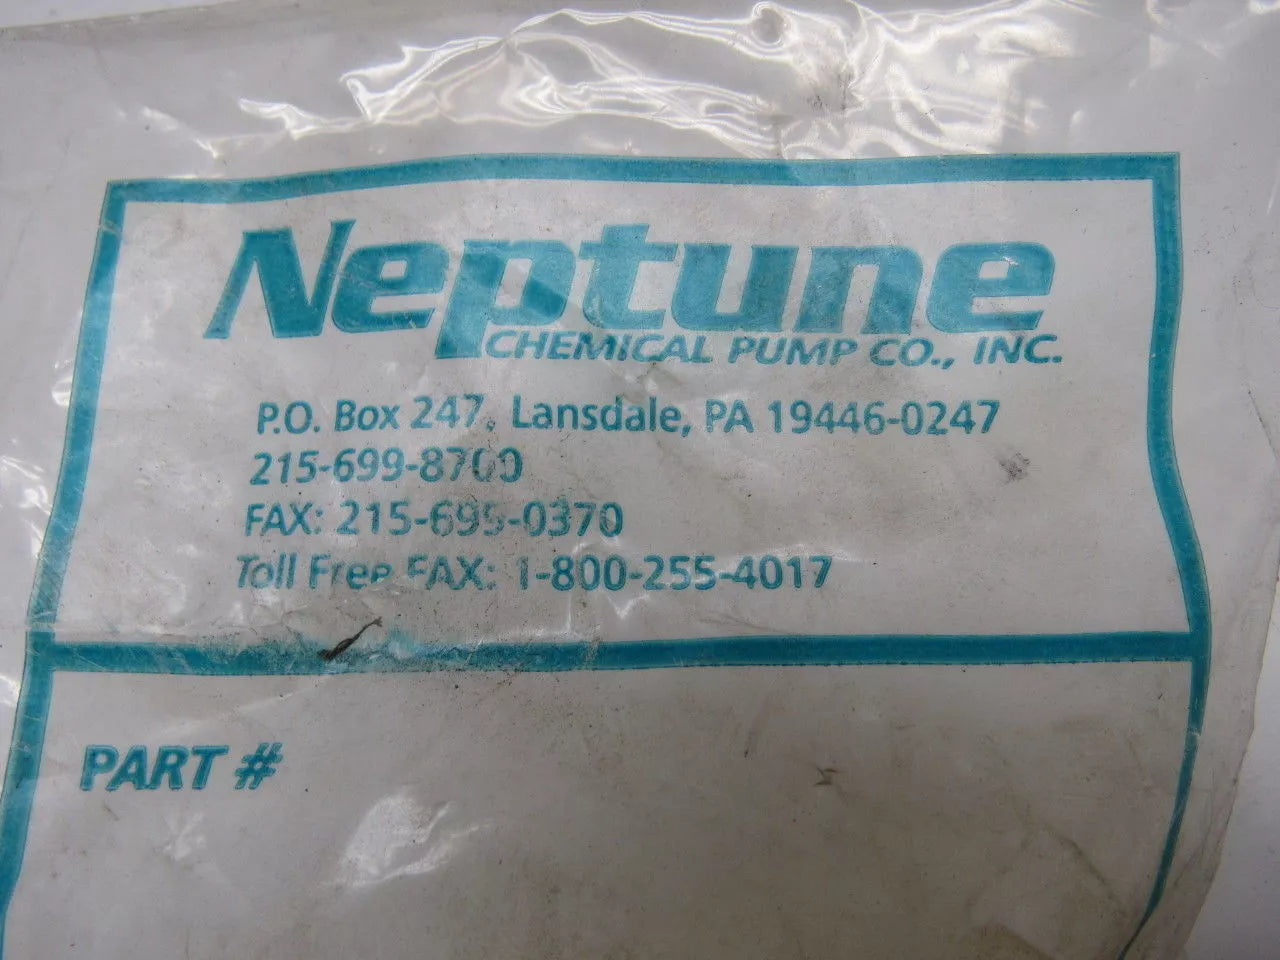 Neptune
CHEMICAL PUMP CO., INC.
P.O. Box 247, Lansdale, PA 19446-0247
215-699-8700
FAX: 215-699-0370
Toll Free FAX: 1-800-255-4017
PART #